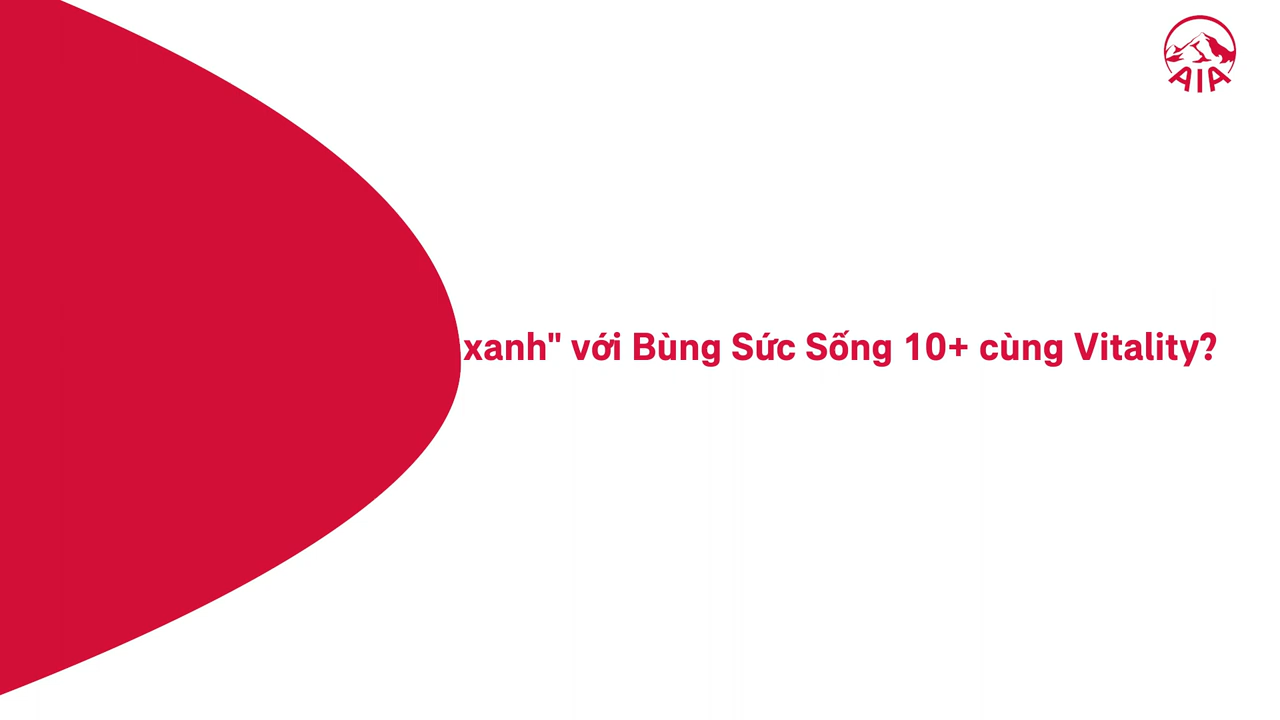 AIA
xanh" với Bùng Sức Sống 10+ cùng Vitality?